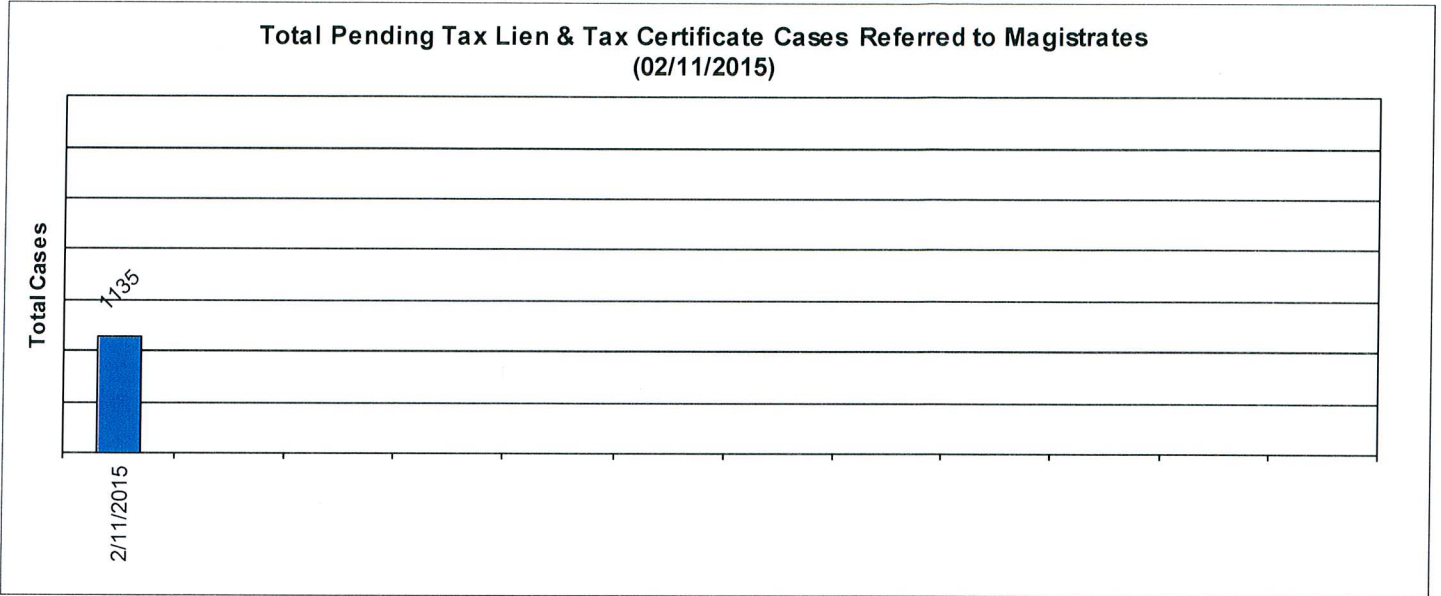 Total Pending Tax Lien & Tax Certificate Cases Referred to Magistrates
(02/11/2015)
Total Cases
1135
2/11/2015